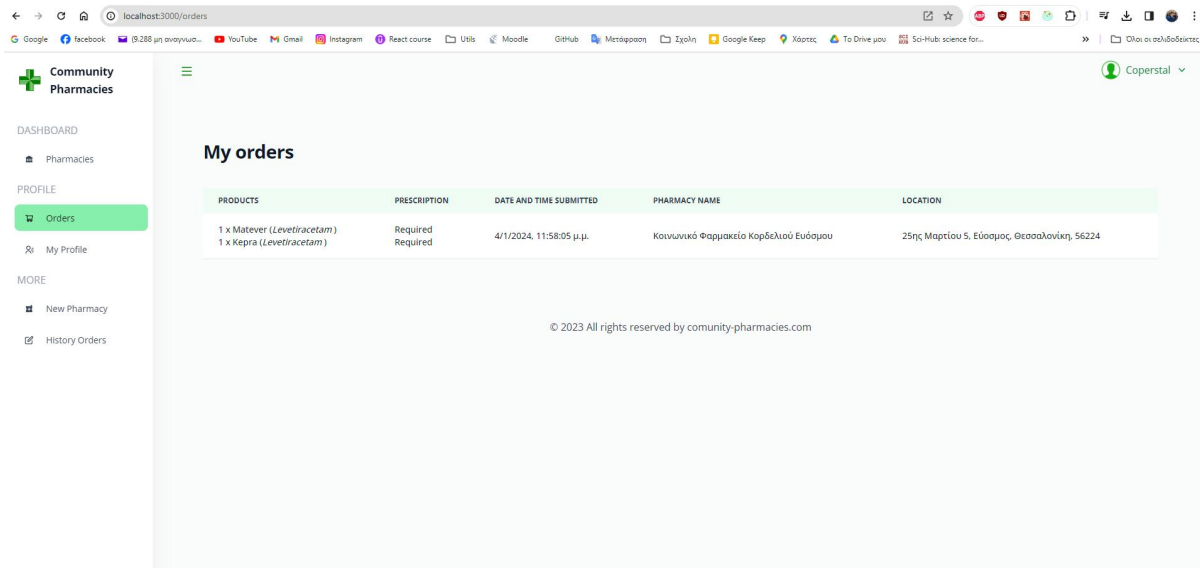 localhost:3000/orders
Google facebook (9.288 μη αναγνωσ... YouTube Gmail Instagram React course Utils Moodle GitHub Μετάφραση Σχολη Google Keep Χάρτες Το Drive μου Sci-Hub: science for... » Όλοι οι σελιδοδείκτες
Community
Pharmacies
Coperstal
DASHBOARD
Pharmacies
PROFILE
Orders
My Profile
MORE
New Pharmacy
History Orders
My orders
PRODUCTS PRESCRIPTION DATE AND TIME SUBMITTED PHARMACY NAME LOCATION
1 x Matever (Levetiracetam) Required
1 x Kepra (Levetiracetam) Required
4/1/2024, 11:58:05 μ.μ. Κοινωνικό Φαρμακείο Κορδελιού Ευόσμου 25ης Μαρτίου 5, Εύοσμος, Θεσσαλονίκη, 56224
© 2023 All rights reserved by comunity-pharmacies.com